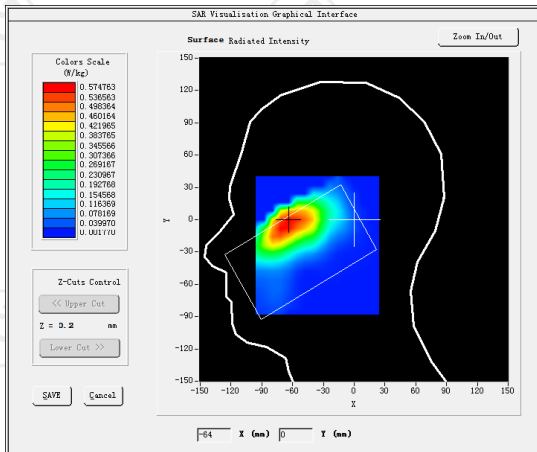 SAR Visualisation Graphical Interface
Surface Radiated Intensity
Zoom In/Out
Colors Scale
(W/kg)
0.574763
0.536563
0.498364
0.460164
0.421965
0.383765
0.345566
0.307366
0.269167
0.230967
0.192768
0.154568
0.116369
0.078169
0.039970
0.001770
150
120
90
60
30
0
-30
-60
-90
-120
-150
Y
-150 -120 -90 -60 -30 0 30 60 90 120 150
X
Z-Cuts Control
<< Upper Cut
Z = 0.2 mm
Lower Cut >>
SAVE Cancel
-64 X (mm) 0 Y (mm)